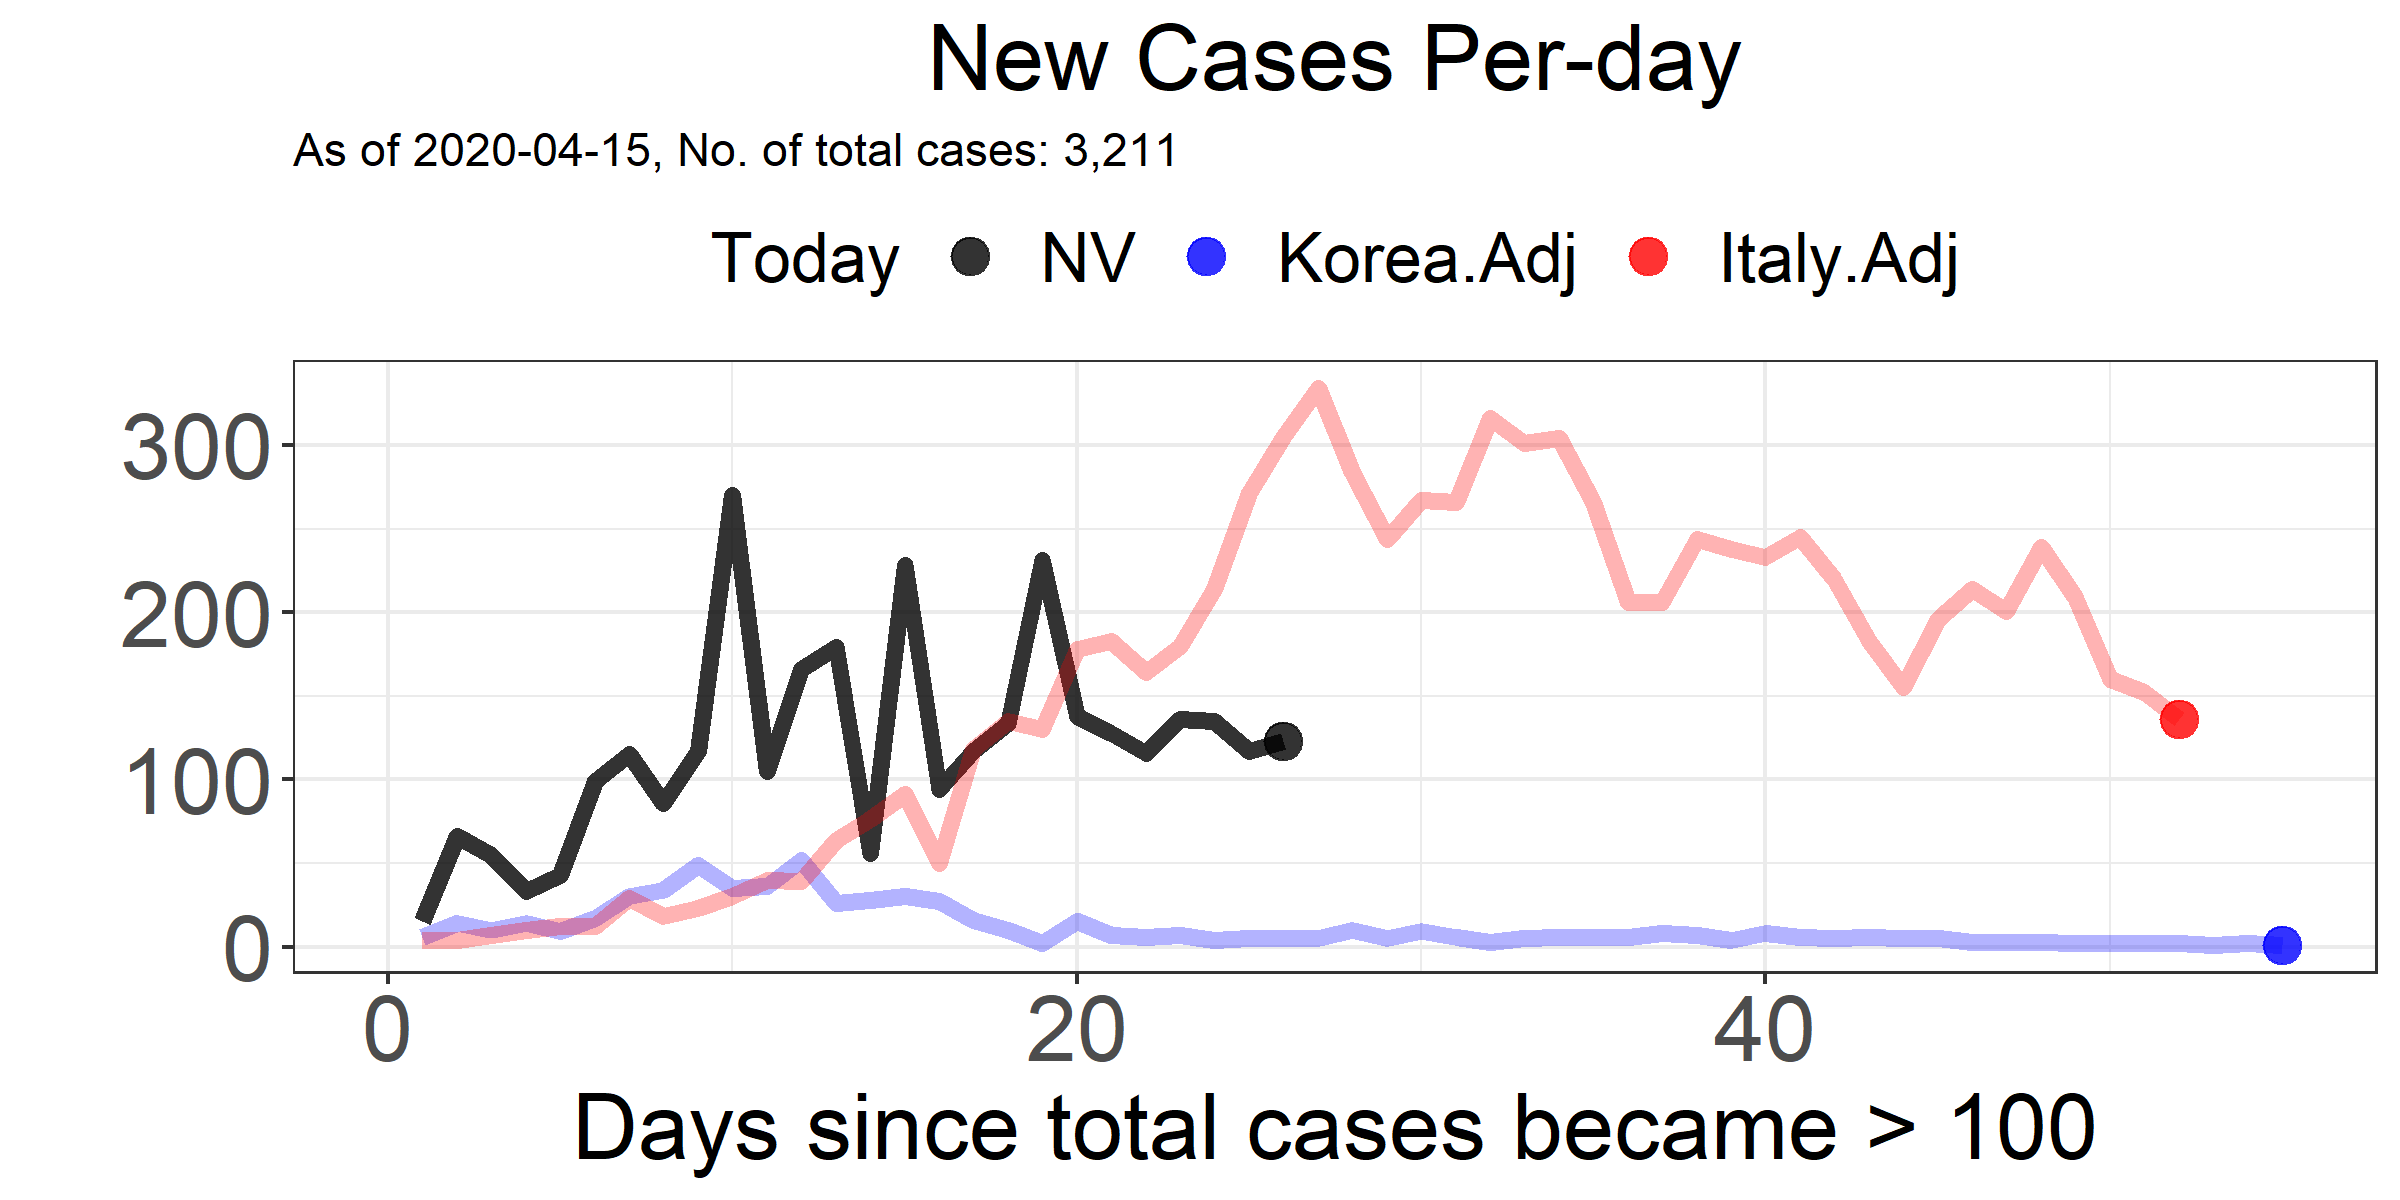 New Cases Per-day
As of 2020-04-15, No. of total cases: 3,211
Today NV Korea.Adj Italy.Adj
300
200
100
0
0 20 40
Days since total cases became > 100